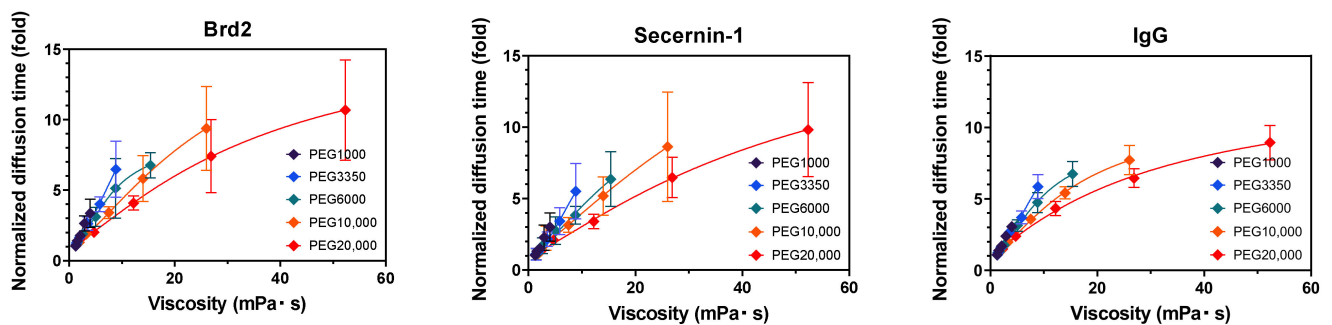 Brd2
Normalized diffusion time (fold)
15
10
5
0
0
20
40
60
Viscosity (mPa· s)
PEG1000
PEG3350
PEG6000
PEG10,000
PEG20,000
Secernin-1
Normalized diffusion time (fold)
15
10
5
0
0
20
40
60
Viscosity (mPa· s)
PEG1000
PEG3350
PEG6000
PEG10,000
PEG20,000
IgG
Normalized diffusion time (fold)
15
10
5
0
0
20
40
60
Viscosity (mPa· s)
PEG1000
PEG3350
PEG6000
PEG10,000
PEG20,000